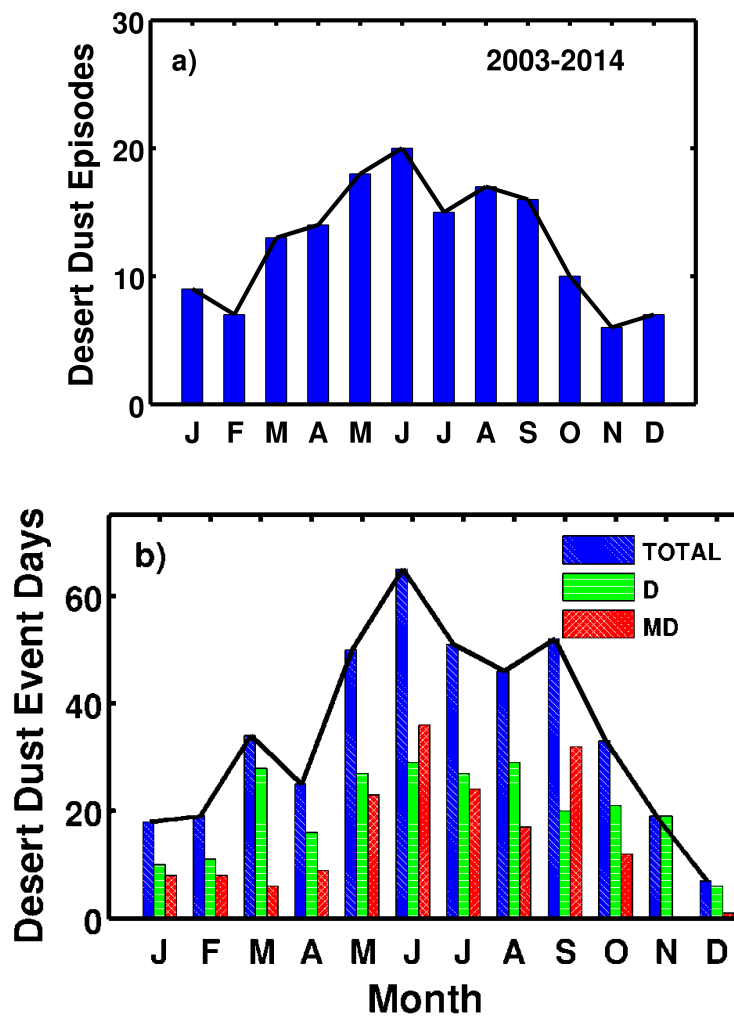 30
a) 2003-2014
20
10
0
Desert Dust Episodes
J F M A M J J A S O N D
b)
TOTAL
D
MD
60
40
20
0
Desert Dust Event Days
J F M A M J J A S O N D
Month